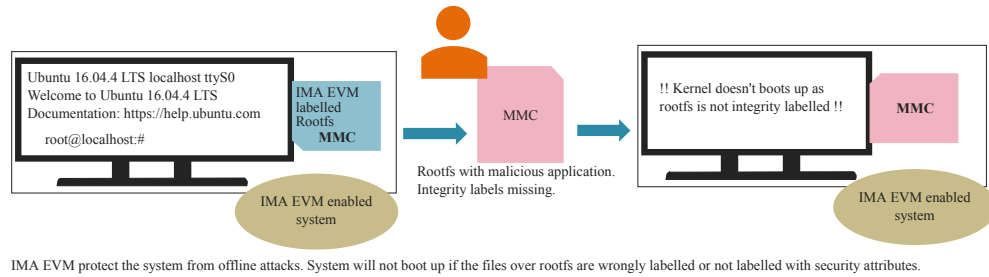 Ubuntu 16.04.4 LTS localhost ttyS0
Welcome to Ubuntu 16.04.4 LTS
Documentation: https://help.ubuntu.com
root@localhost:#
IMA EVM
labelled
Rootfs
MMC
IMA EVM enabled
system
MMC
Rootfs with malicious application.
Integrity labels missing.
!! Kernel doesn't boots up as
rootfs is not integrity labelled !!
MMC
IMA EVM enabled
system
IMA EVM protect the system from offline attacks. System will not boot up if the files over rootfs are wrongly labelled or not labelled with security attributes.